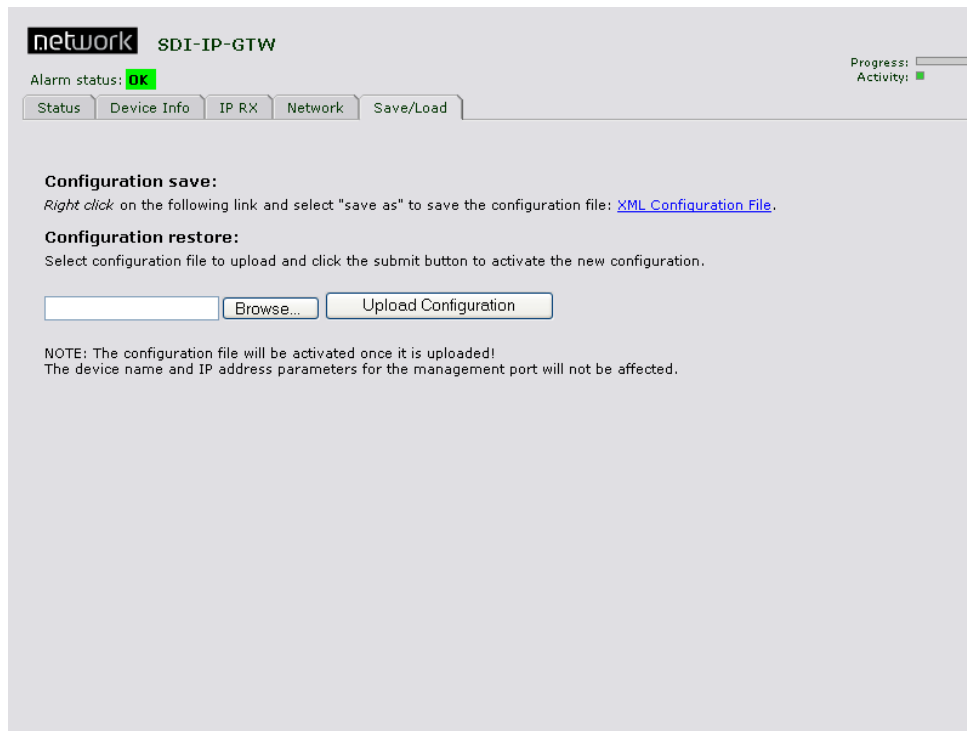 network SDI-IP-GTW
Progress:
Alarm status: OK
Activity:
Status Device Info IP RX Network Save/Load
Configuration save:
Right click on the following link and select "save as" to save the configuration file: XML Configuration File.
Configuration restore:
Select configuration file to upload and click the submit button to activate the new configuration.
Browse... Upload Configuration
NOTE: The configuration file will be activated once it is uploaded!
The device name and IP address parameters for the management port will not be affected.